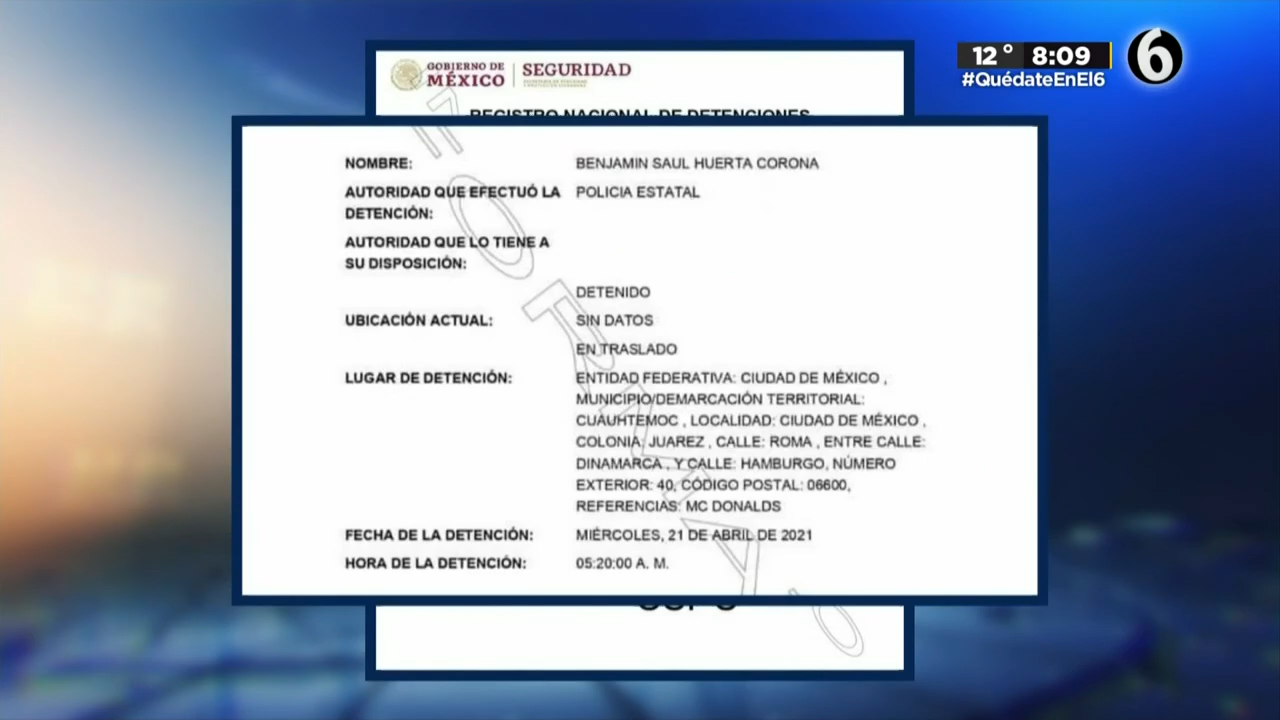 GOBIERNO DE MÉXICO
SEGURIDAD
12° 8:09
6
#QuédateEnEl6
REGISTRO NACIONAL DE DETENCIONES
NOMBRE: BENJAMIN SAUL HUERTA CORONA
AUTORIDAD QUE EFECTUÓ LA POLICIA ESTATAL
DETENCIÓN:
AUTORIDAD QUE LO TIENE A
SU DISPOSICIÓN:
DETENIDO
UBICACIÓN ACTUAL: SIN DATOS
EN TRASLADO
LUGAR DE DETENCIÓN: ENTIDAD FEDERATIVA: CIUDAD DE MÉXICO ,
MUNICIPIO/DEMARCACIÓN TERRITORIAL:
CUAUHTEMOC , LOCALIDAD: CIUDAD DE MÉXICO ,
COLONIA: JUAREZ , CALLE: ROMA , ENTRE CALLE:
DINAMARCA , Y CALLE: HAMBURGO, NÚMERO
EXTERIOR: 40, CÓDIGO POSTAL: 06600,
REFERENCIAS: MC DONALDS
FECHA DE LA DETENCIÓN: MIÉRCOLES, 21 DE ABRIL DE 2021
HORA DE LA DETENCIÓN: 05:20:00 A. M.